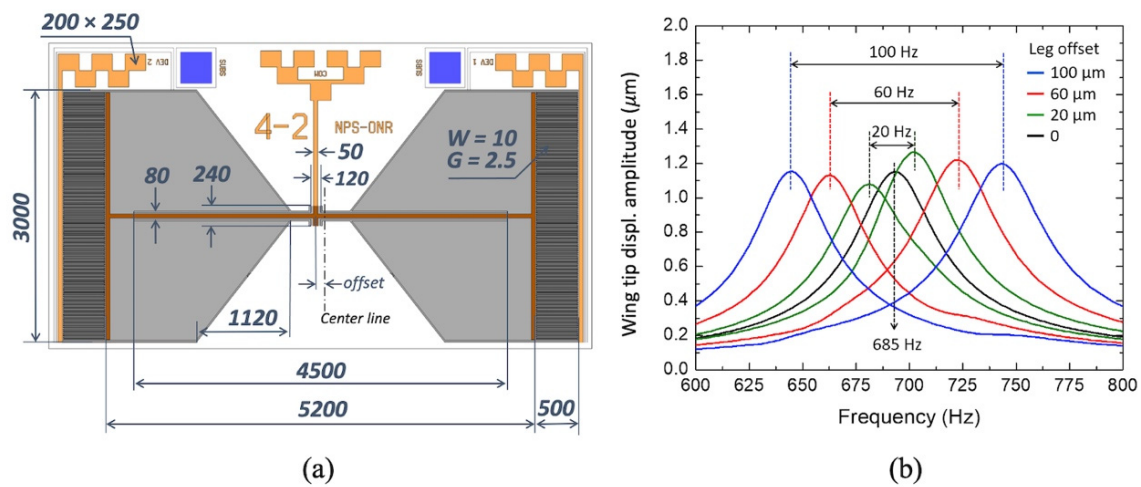 200 × 250
DEV 2
SUBS
COM
SUBS
DEV 1
4-2
NPS-ONR
W = 10
G = 2.5
50
120
80
240
3000
offset
Center line
1120
4500
5200
500
(a)
Wing tip displ. amplitude (μm)
2.0
1.8
1.6
1.4
1.2
1.0
0.8
0.6
0.4
0.2
0.0
100 Hz
60 Hz
20 Hz
685 Hz
Leg offset
100 μm
60 μm
20 μm
0
600 625 650 675 700 725 750 775 800
Frequency (Hz)
(b)